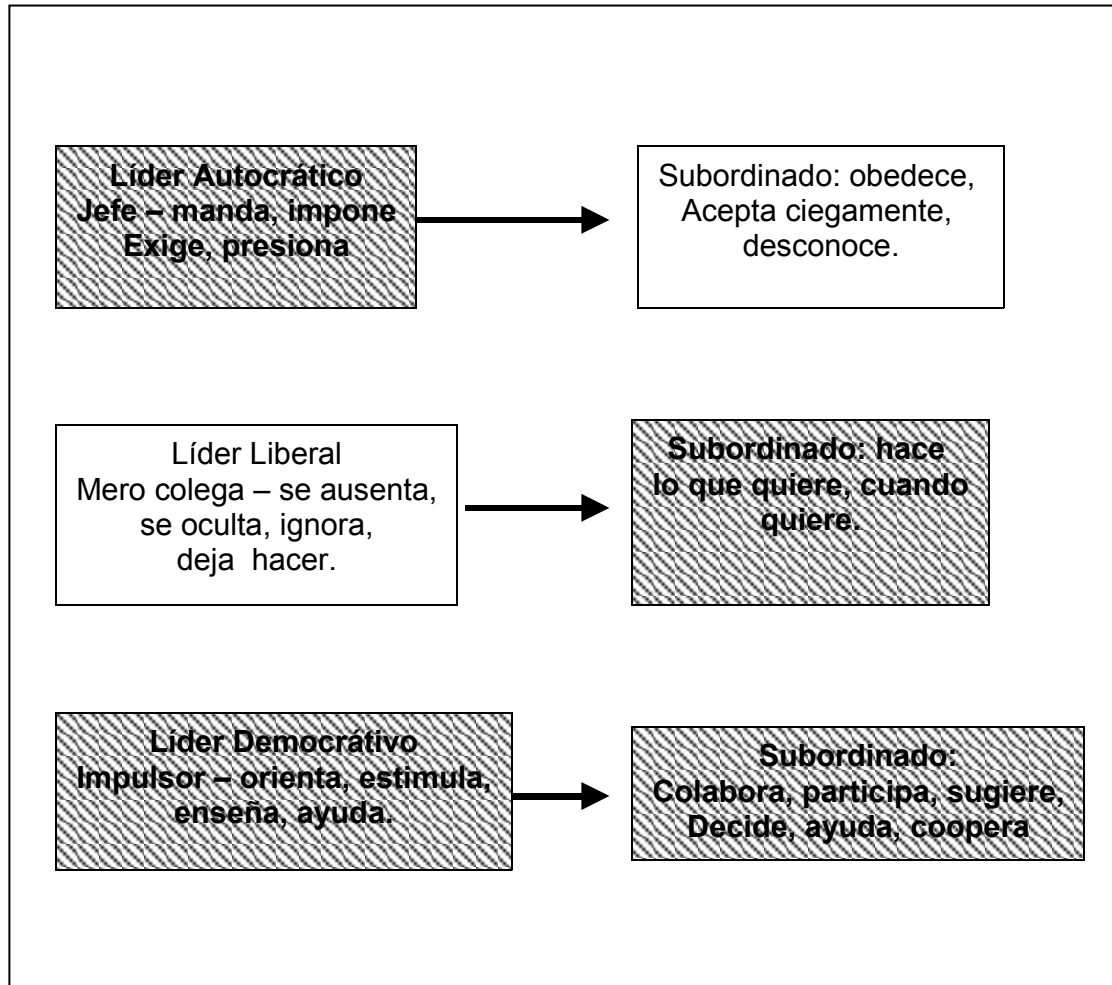 Líder Autocrático
Jefe – manda, impone
Exige, presiona
Subordinado: obedece,
Acepta ciegamente,
desconoce.
Líder Liberal
Mero colega – se ausenta,
se oculta, ignora,
deja hacer.
Subordinado: hace
lo que quiere, cuando
quiere.
Líder Democrátivo
Impulsor – orienta, estimula,
enseña, ayuda.
Subordinado:
Colabora, participa, sugiere,
Decide, ayuda, coopera